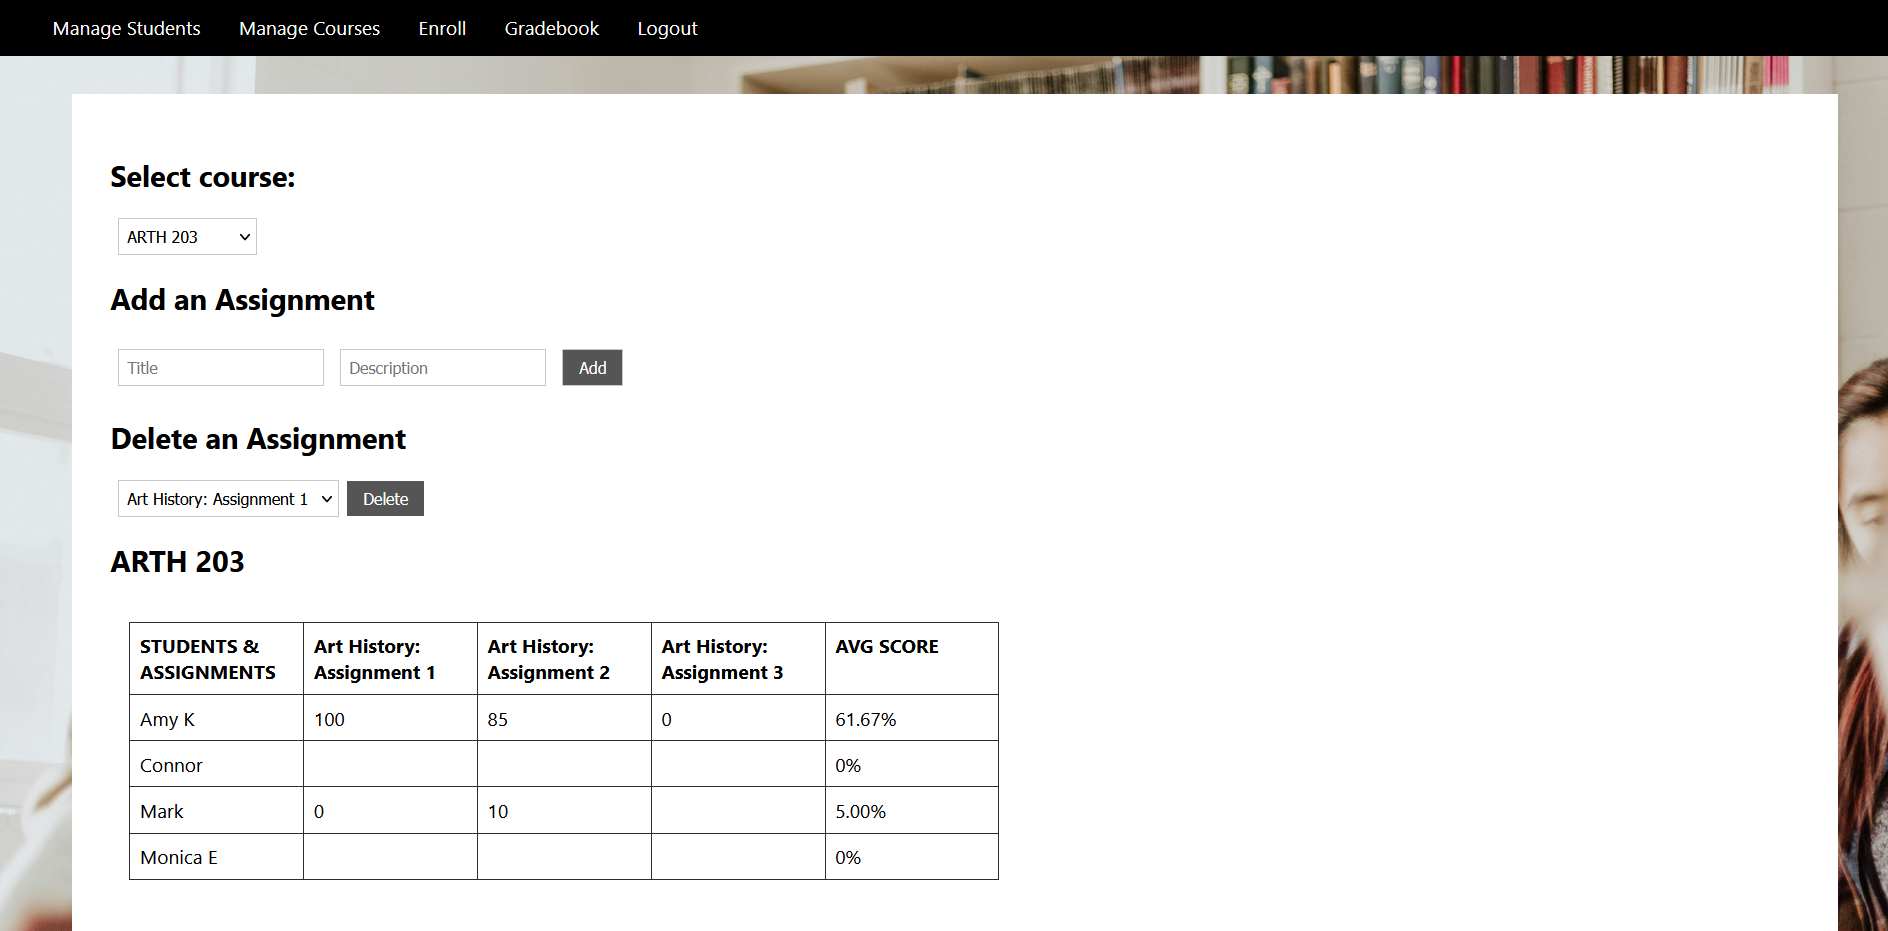 Manage Students Manage Courses Enroll Gradebook Logout
Select course:
ARTH 203
Add an Assignment
Title Description Add
Delete an Assignment
Art History: Assignment 1 Delete
ARTH 203
STUDENTS & ASSIGNMENTS Art History: Assignment 1 Art History: Assignment 2 Art History: Assignment 3 AVG SCORE
Amy K 100 85 0 61.67%
Connor 0%
Mark 0 10 5.00%
Monica E 0%